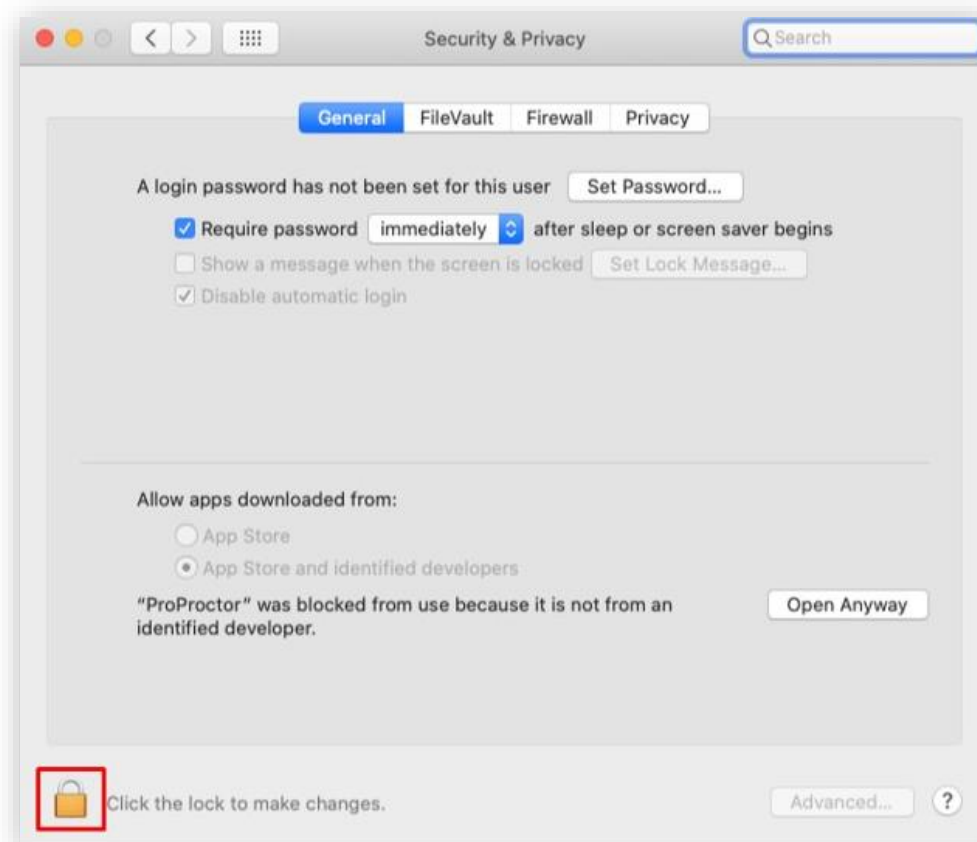 Security & Privacy
Search
General FileVault Firewall Privacy
A login password has not been set for this user Set Password...
Require password immediately after sleep or screen saver begins
Show a message when the screen is locked Set Lock Message...
Disable automatic login
Allow apps downloaded from:
App Store
App Store and identified developers
“ProProctor” was blocked from use because it is not from an Open Anyway
identified developer.
Click the lock to make changes. Advanced... ?